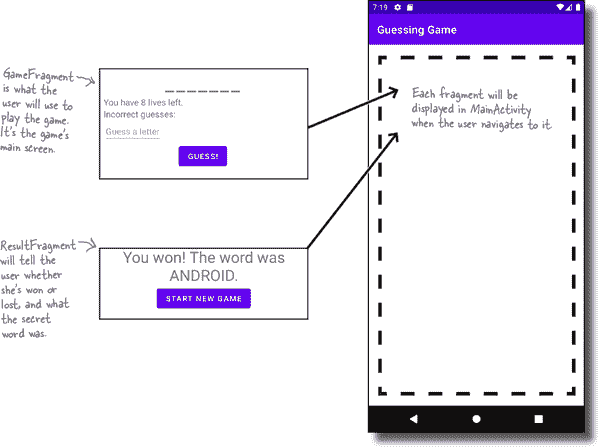 GameFragment
is what the
user will use to
play the game.
It's the game's
main screen.
_ _ _ _ _ _ _
You have 8 lives left.
Incorrect guesses:
Guess a letter
GUESS!
ResultFragment
will tell the
user whether
she's won or
lost, and what
the secret
word was.
You won! The word was
ANDROID.
START NEW GAME
7:19
Guessing Game
Each fragment will be
displayed in MainActivity
when the user navigates to it.